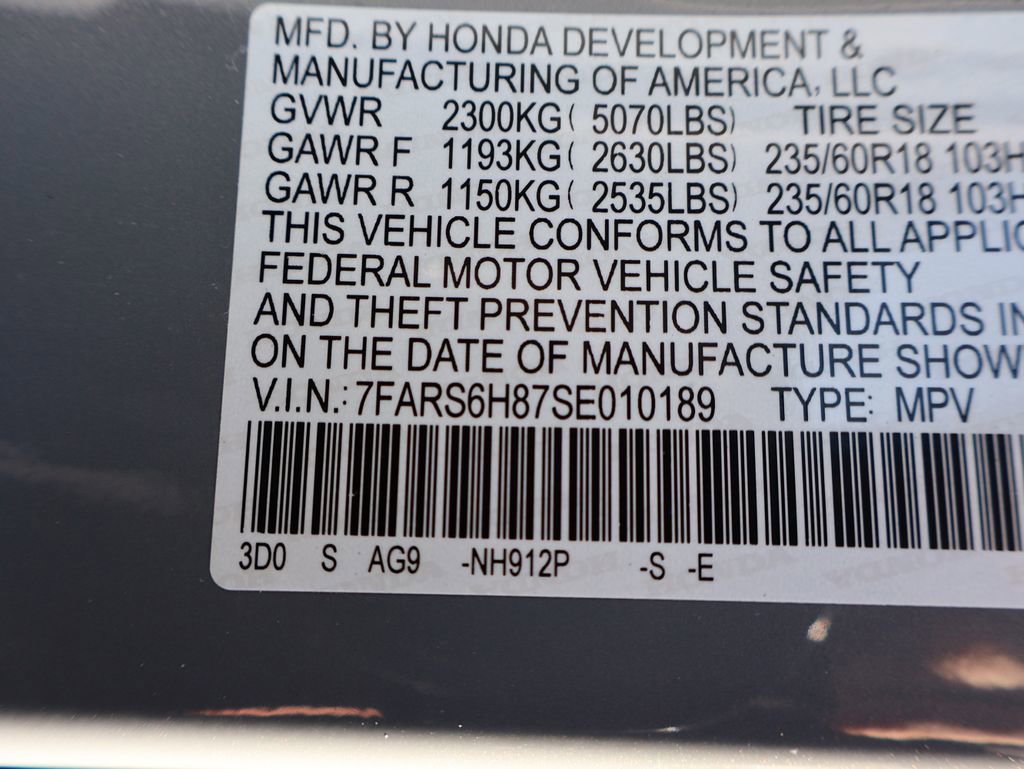 MFD. BY HONDA DEVELOPMENT &
MANUFACTURING OF AMERICA, LLC
GVWR 2300KG( 5070LBS) TIRE SIZE
GAWR F 1193KG( 2630LBS) 235/60R18 103H
GAWR R 1150KG( 2535LBS) 235/60R18 103H
THIS VEHICLE CONFORMS TO ALL APPLIC
FEDERAL MOTOR VEHICLE SAFETY
AND THEFT PREVENTION STANDARDS IN
ON THE DATE OF MANUFACTURE SHOW
V.I.N.: 7FARS6H87SE010189 TYPE: MPV
3D0 S AG9 -NH912P -S -E